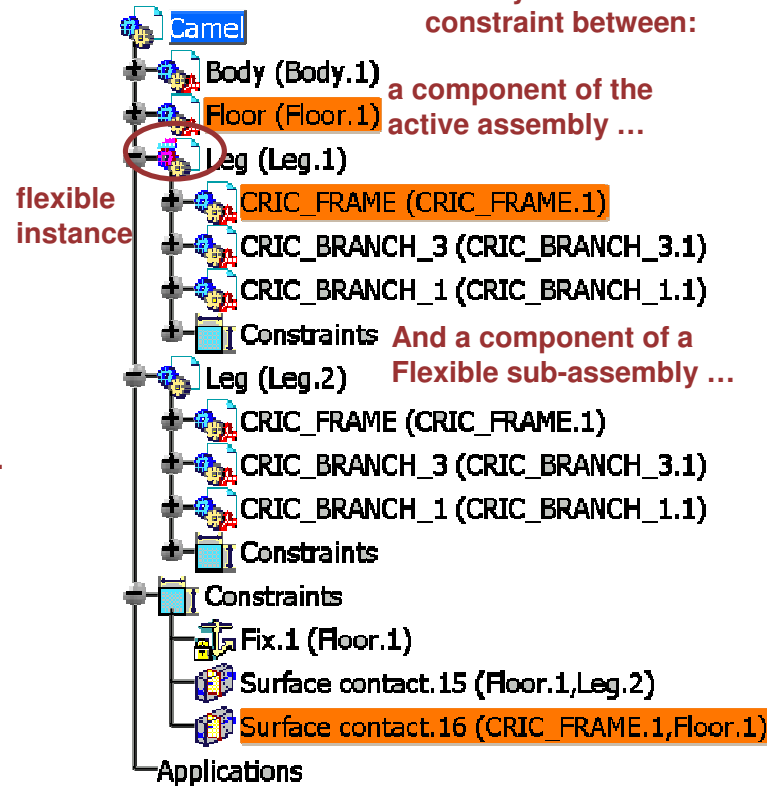 constraint between:
Camel
Body (Body.1)
a component of the
active assembly …
Floor (Floor.1)
Leg (Leg.1)
flexible
instance
CRIC_FRAME (CRIC_FRAME.1)
CRIC_BRANCH_3 (CRIC_BRANCH_3.1)
CRIC_BRANCH_1 (CRIC_BRANCH_1.1)
Constraints
And a component of a
Flexible sub-assembly …
Leg (Leg.2)
CRIC_FRAME (CRIC_FRAME.1)
CRIC_BRANCH_3 (CRIC_BRANCH_3.1)
CRIC_BRANCH_1 (CRIC_BRANCH_1.1)
Constraints
Constraints
Fix.1 (Floor.1)
Surface contact.15 (Floor.1,Leg.2)
Surface contact.16 (CRIC_FRAME.1,Floor.1)
Applications